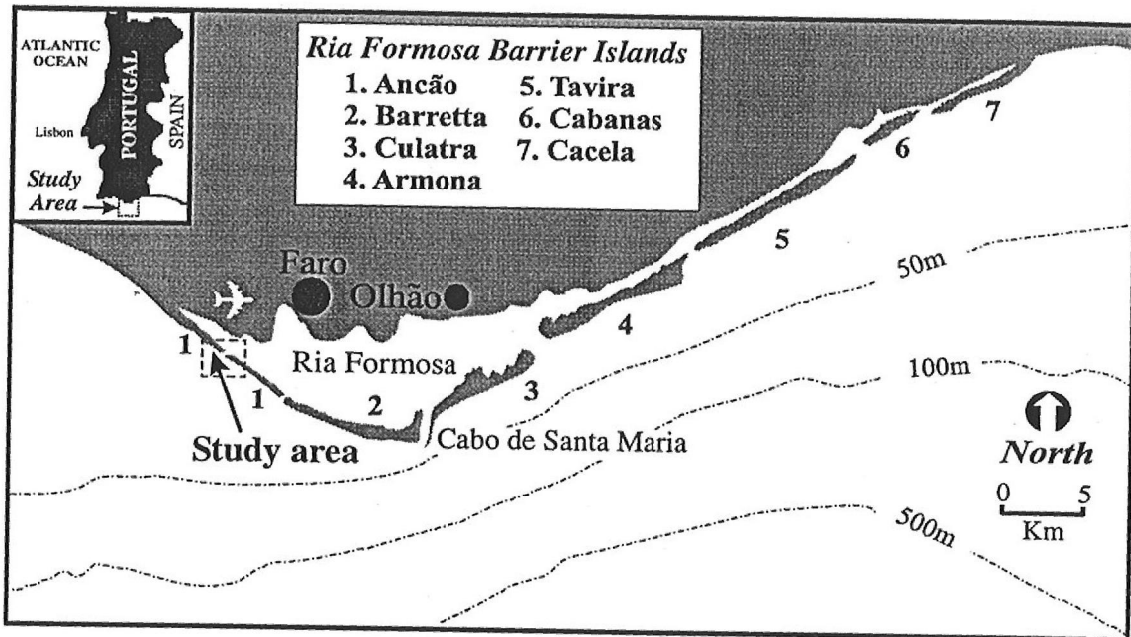 ATLANTIC
OCEAN
PORTUGAL
SPAIN
Lisbon
Study
Area
Ria Formosa Barrier Islands
1. Ancão
2. Barretta
3. Culatra
4. Armona
5. Tavira
6. Cabanas
7. Cacela
Faro
Olhão
Ria Formosa
1
1
2
3
4
5
6
7
Study area
Cabo de Santa Maria
50m
100m
500m
North
0 5
Km